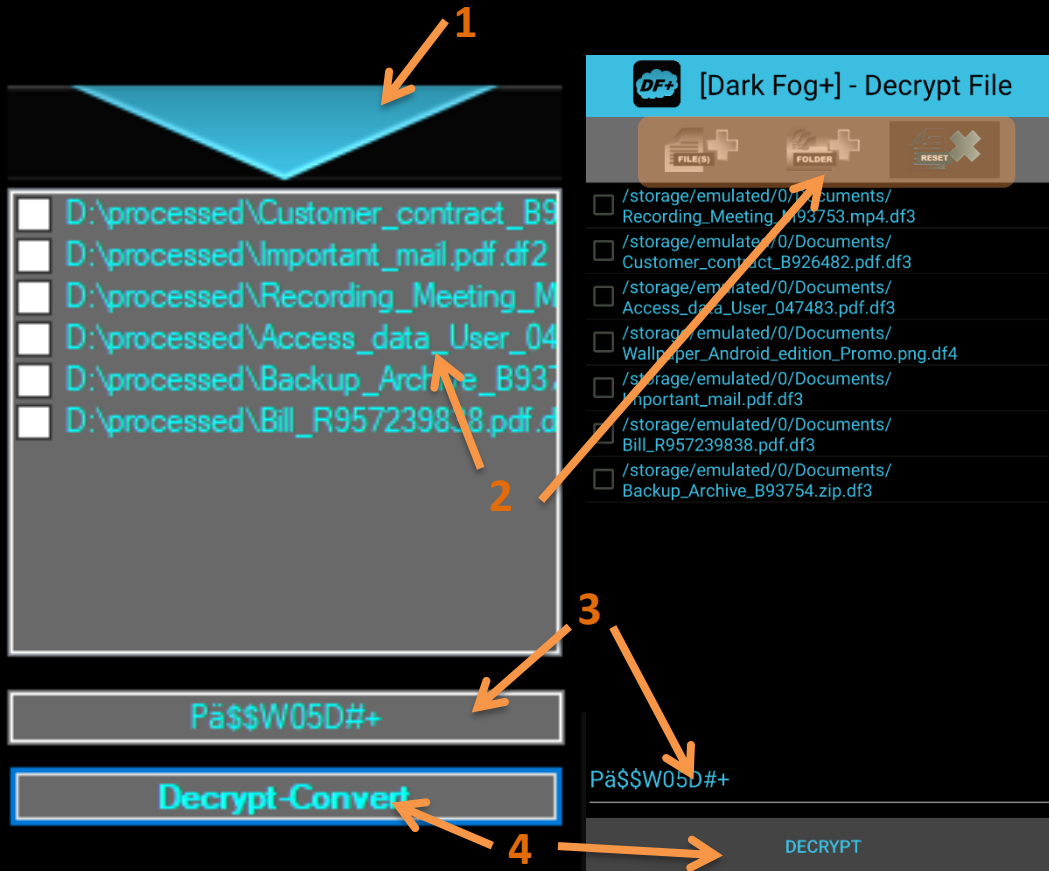 1
D:\processed\Customer_contract_B9
D:\processed\Important_mail.pdf.df2
D:\processed\Recording_Meeting_M
D:\processed\Access_data_User_04
D:\processed\Backup_Archive_B937
D:\processed\Bill_R957239838.pdf.d
2
3
Pä$$W05D#+
Decrypt-Convert
4
DF+
[Dark Fog+] - Decrypt File
FILE(S)
FOLDER
RESET
/storage/emulated/0/Documents/
Recording_Meeting_M93753.mp4.df3
/storage/emulated/0/Documents/
Customer_contract_B926482.pdf.df3
/storage/emulated/0/Documents/
Access_data_User_047483.pdf.df3
/storage/emulated/0/Documents/
Wallpaper_Android_edition_Promo.png.df4
/storage/emulated/0/Documents/
Important_mail.pdf.df3
/storage/emulated/0/Documents/
Bill_R957239838.pdf.df3
/storage/emulated/0/Documents/
Backup_Archive_B93754.zip.df3
Pä$$W05D#+
DECRYPT